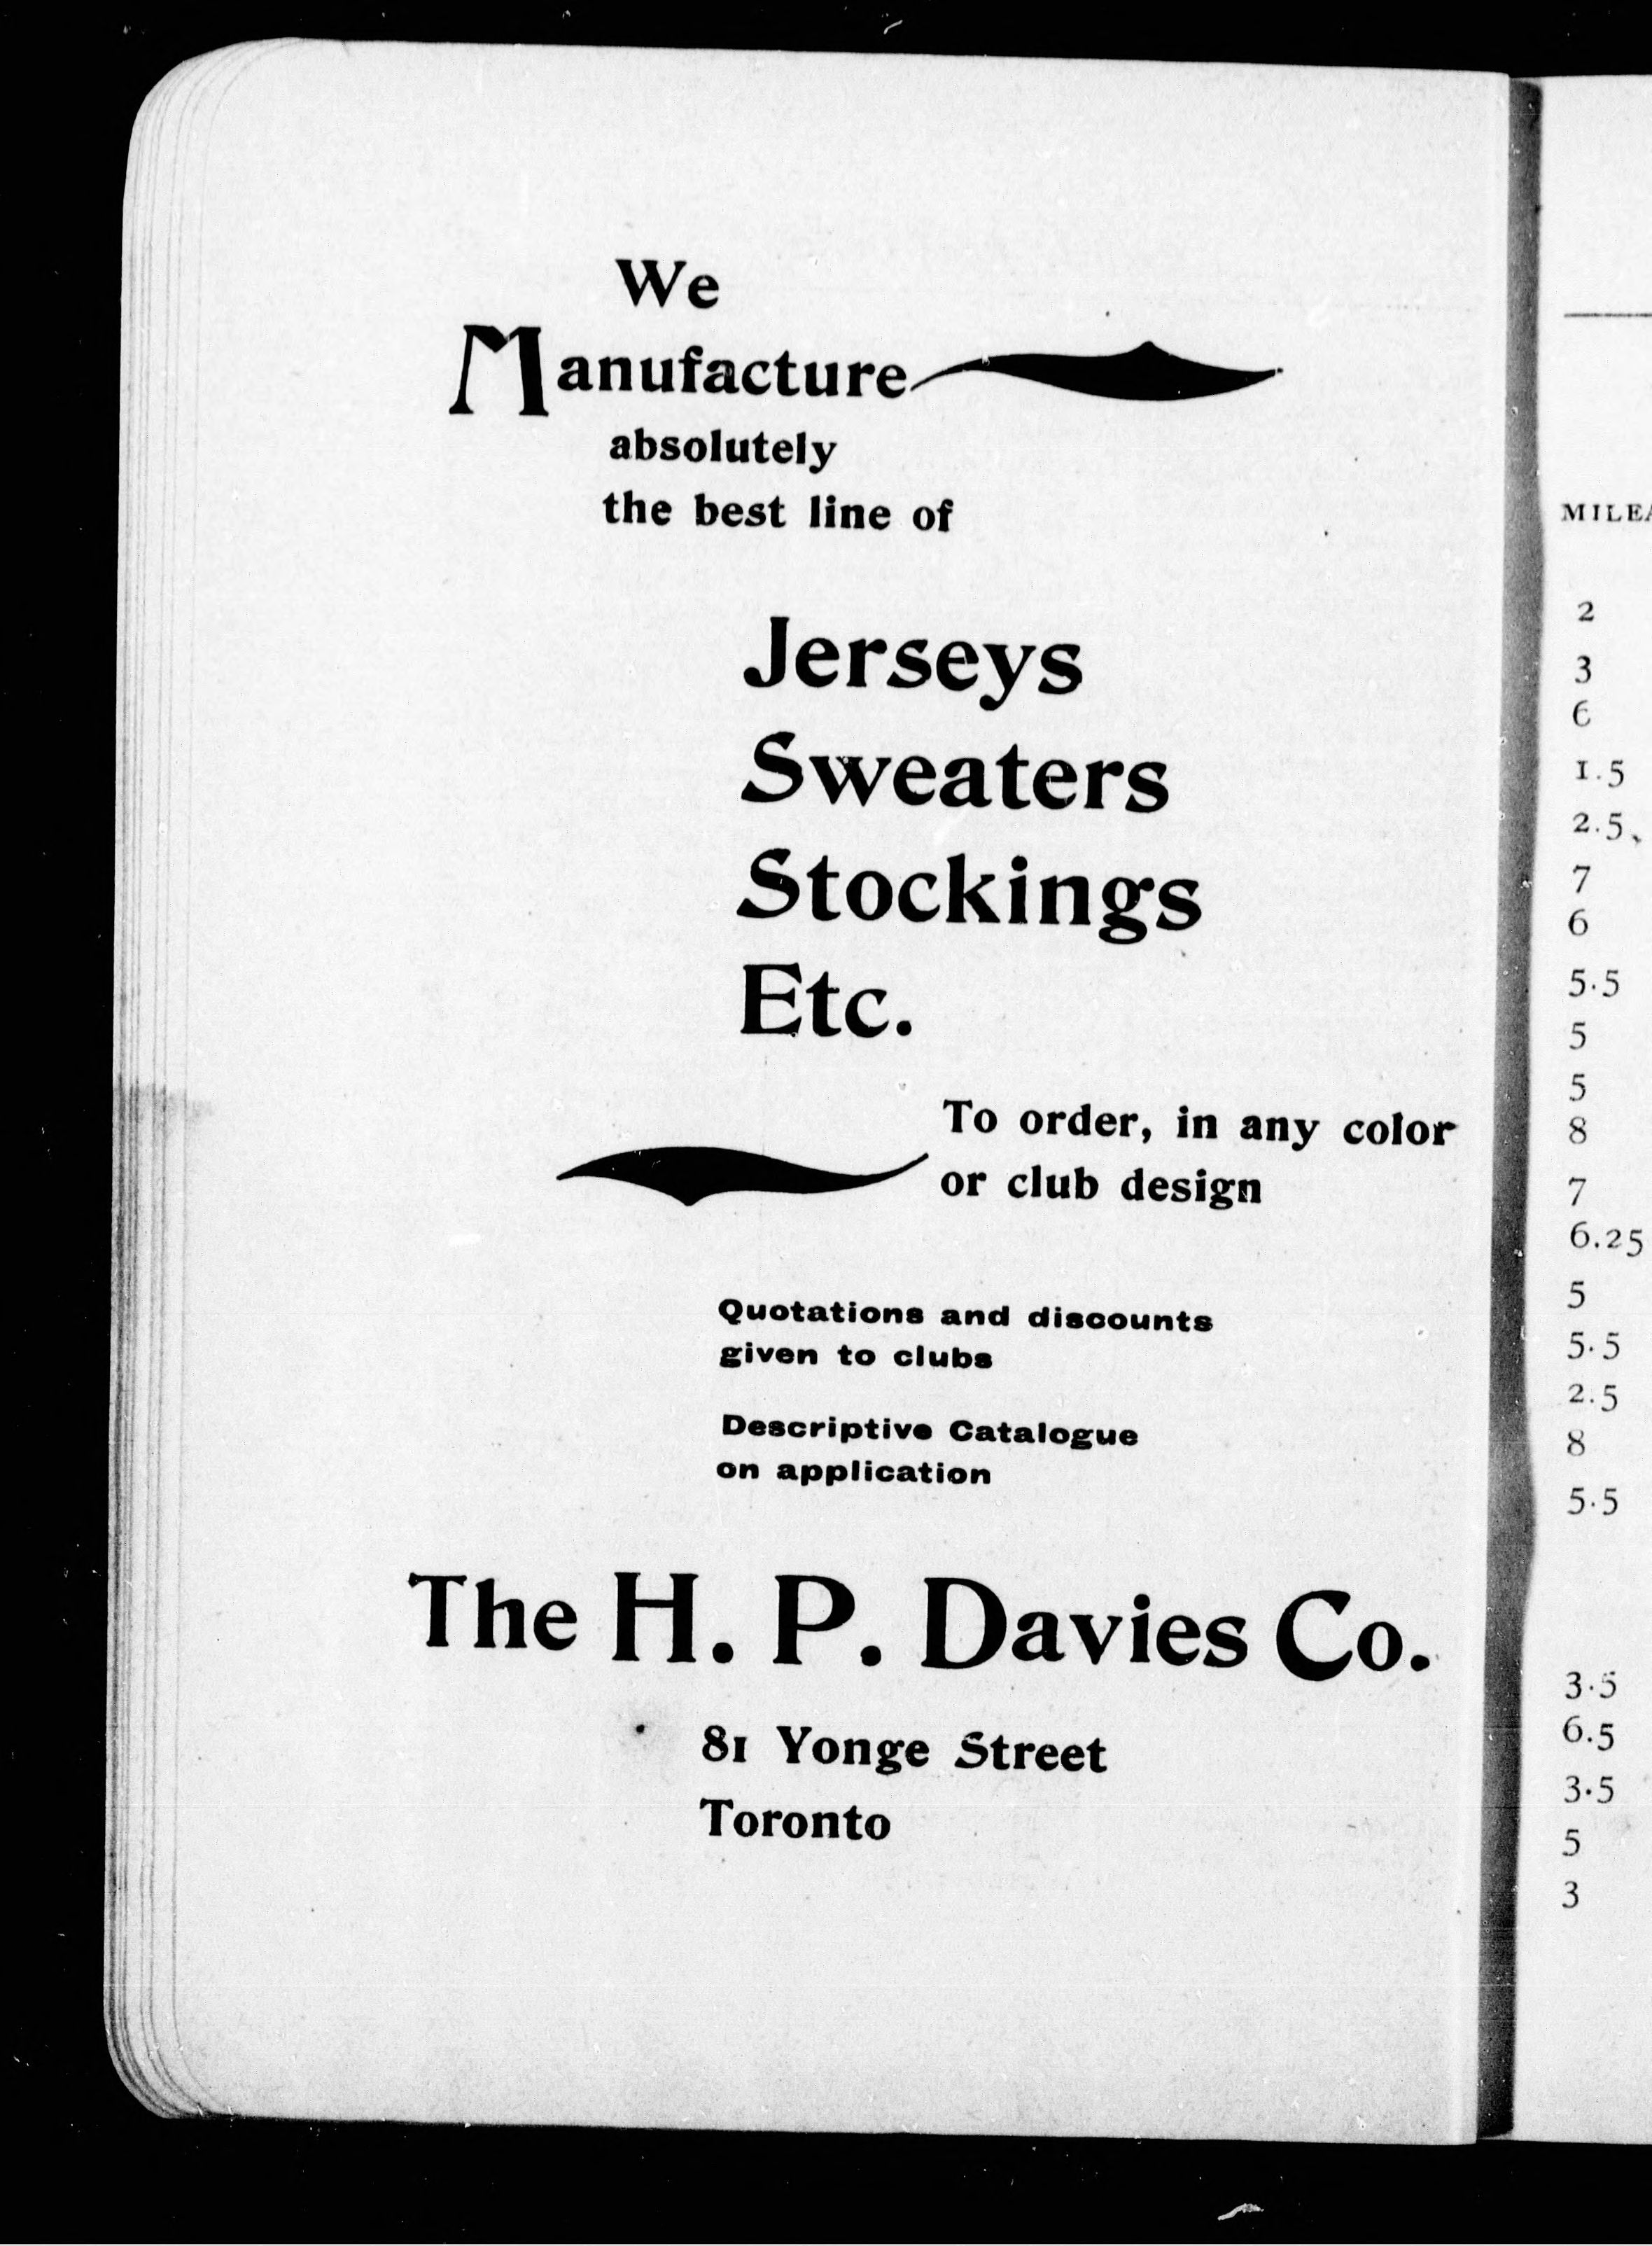 We
Manufacture
absolutely
the best line of
Jerseys
Sweaters
Stockings
Etc.
To order, in any color
or club design
Quotations and discounts
given to clubs
Descriptive Catalogue
on application
The H. P. Davies Co.
81 Yonge Street
Toronto
2
3
6
1.5
2.5
7
6
5.5
5
5
8
7
6.25
5
5.5
2.5
8
5.5
3.5
6.5
3.5
5
3